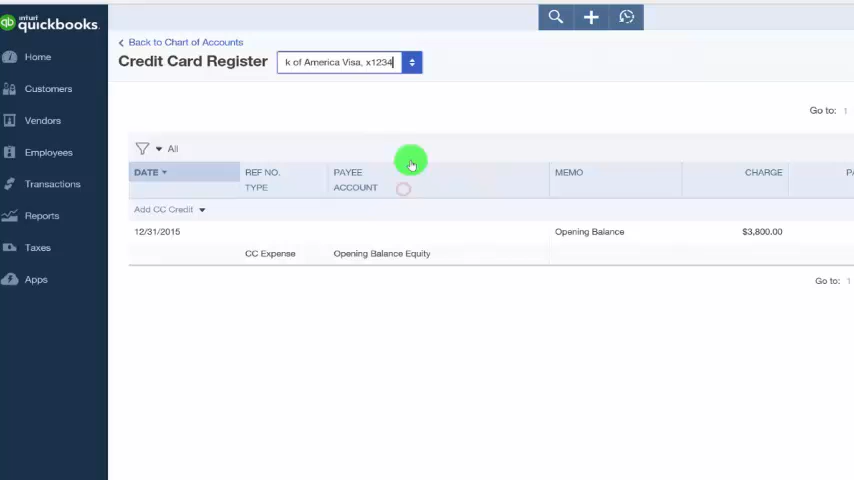 intuit
qb quickbooks.
Back to Chart of Accounts
Credit Card Register
k of America Visa, x1234
Home
Customers
Vendors
Employees
Transactions
Reports
Taxes
Apps
Go to: 1
All
DATE
REF NO.
PAYEE
MEMO
CHARGE
TYPE
ACCOUNT
Add CC Credit
12/31/2015
Opening Balance
$3,800.00
CC Expense
Opening Balance Equity
Go to: 1